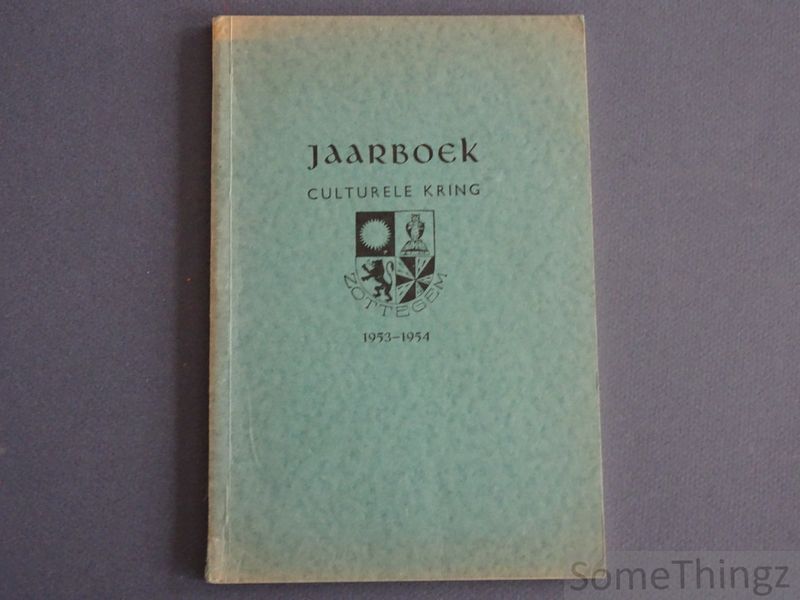 JAARBOEK
CULTURELE KRING
ZOTTEGEM
1953-1954
SomeThingz